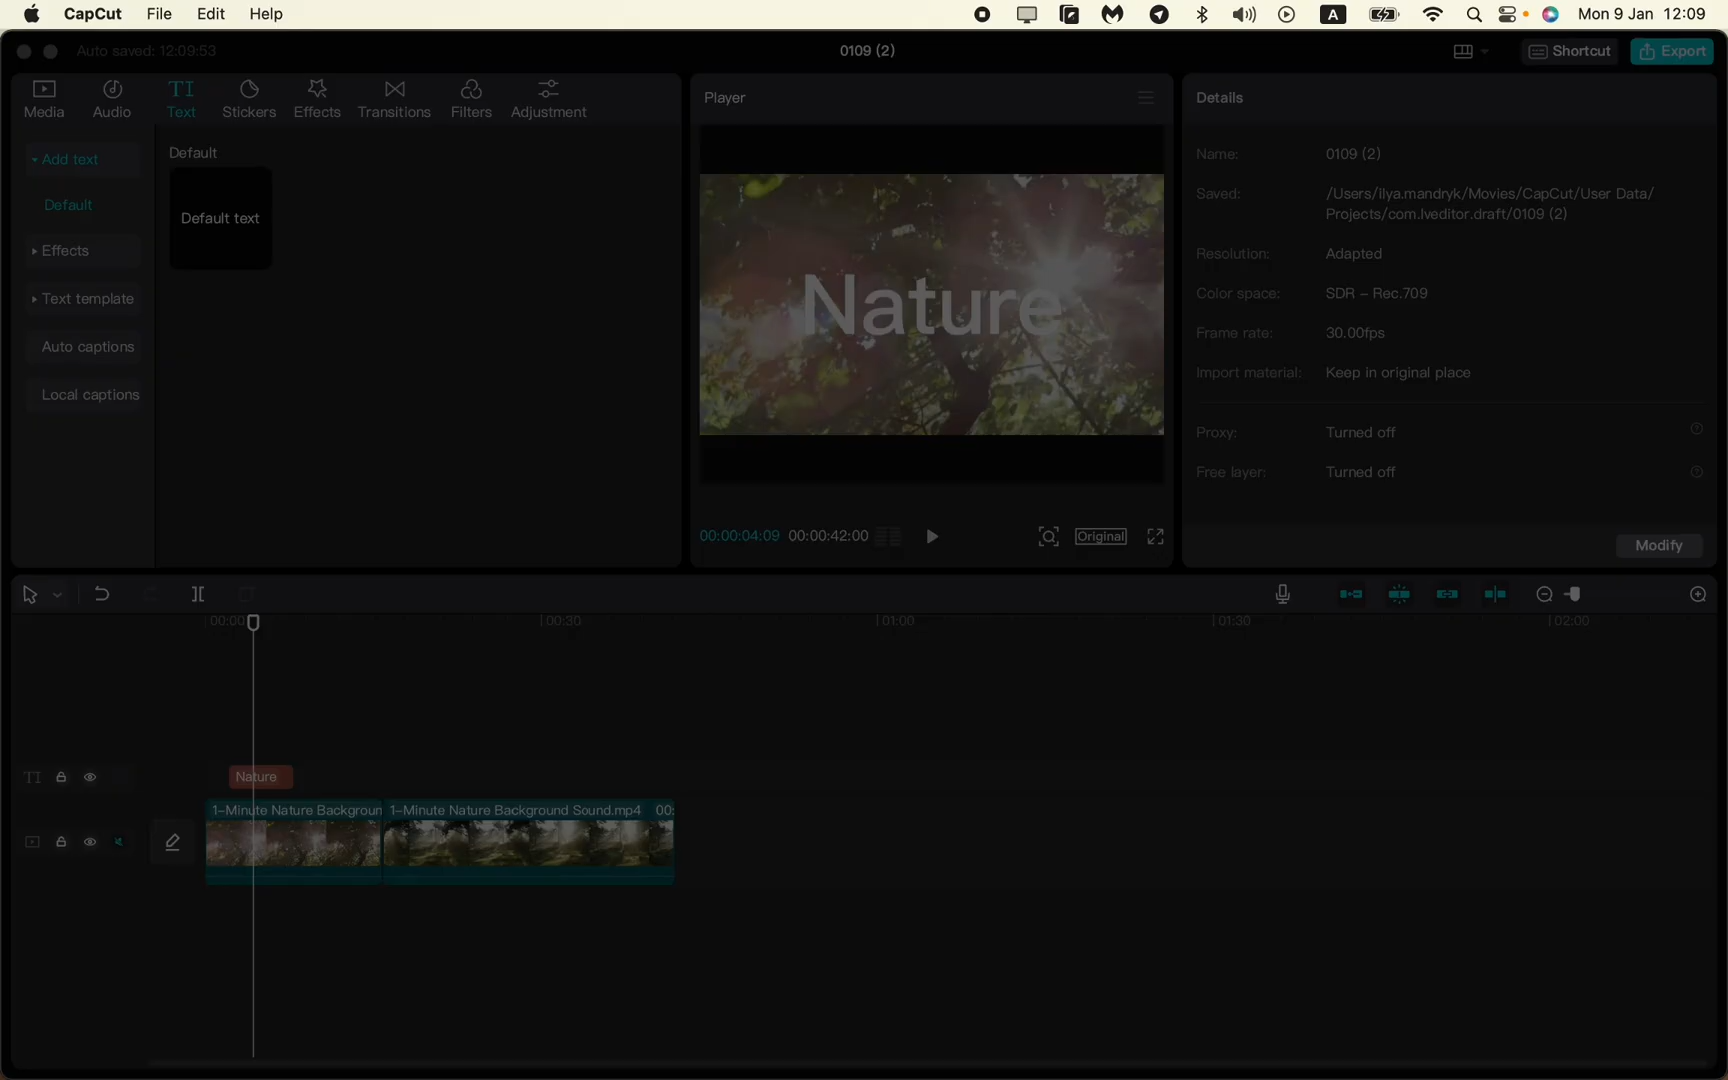 CapCut File Edit Help A Mon 9 Jan 12:09
Auto saved: 12:09:53 0109 (2) Shortcut Export
Media Audio TI Text Stickers Effects Transitions Filters Adjustment
Player
Details
Add text
Default
Effects
Text template
Auto captions
Local captions
Default
Default text
Nature
00:00:04:09 00:00:42:00 Original
Name: 0109 (2)
Saved: /Users/ilya.mandryk/Movies/CapCut/User Data/
Projects/com.lveditor.draft/0109 (2)
Resolution: Adapted
Color space: SDR – Rec.709
Frame rate: 30.00fps
Import material: Keep in original place
Proxy: Turned off
Free layer: Turned off
Modify
00:00 00:30 01:00 01:30 02:00
TI Nature
1-Minute Nature Backgroun 1-Minute Nature Background Sound.mp4 00: